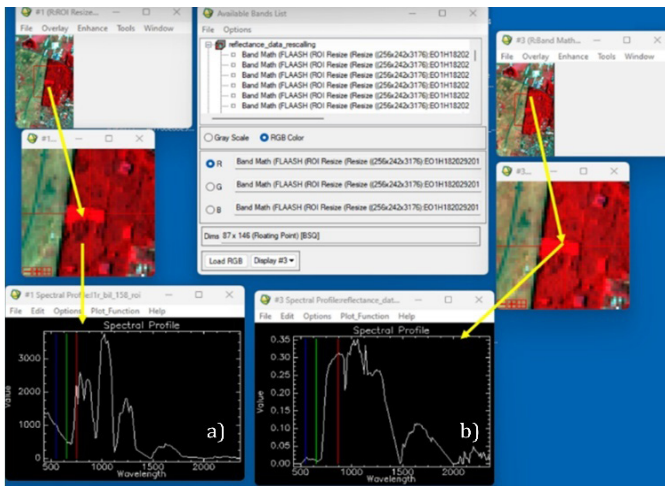 #1 (R:ROI Resize...
File Overlay Enhance Tools Window
#1...
Available Bands List
File Options
reflectance_data_rescalling
Band Math (FLAASH (ROI Resize (Resize ((256x242x3176):EO1H18202
Band Math (FLAASH (ROI Resize (Resize ((256x242x3176):EO1H18202
Band Math (FLAASH (ROI Resize (Resize ((256x242x3176):EO1H18202
Band Math (FLAASH (ROI Resize (Resize ((256x242x3176):EO1H18202
Band Math (FLAASH (ROI Resize (Resize ((256x242x3176):EO1H18202
Gray Scale RGB Color
R Band Math (FLAASH (ROI Resize (Resize ((256x242x3176):EO1H182029201
G Band Math (FLAASH (ROI Resize (Resize ((256x242x3176):EO1H182029201
B Band Math (FLAASH (ROI Resize (Resize ((256x242x3176):EO1H182029201
Dims 87 x 146 (Floating Point) [BSQ]
Load RGB Display #3
#3 (R:Band Math...
File Overlay Enhance Tools Window
#3...
#1 Spectral Profile:l1r_bil_158_roi
File Edit Options Plot_Function Help
Spectral Profile
3000
2000
1000
0
Value
500 1000 1500 2000
Wavelength
a)
#3 Spectral Profile:reflectance_dat...
File Edit Options Plot_Function Help
Spectral Profile
0.35
0.30
0.25
0.20
0.15
0.10
0.05
0.00
Value
500 1000 1500 2000
Wavelength
b)